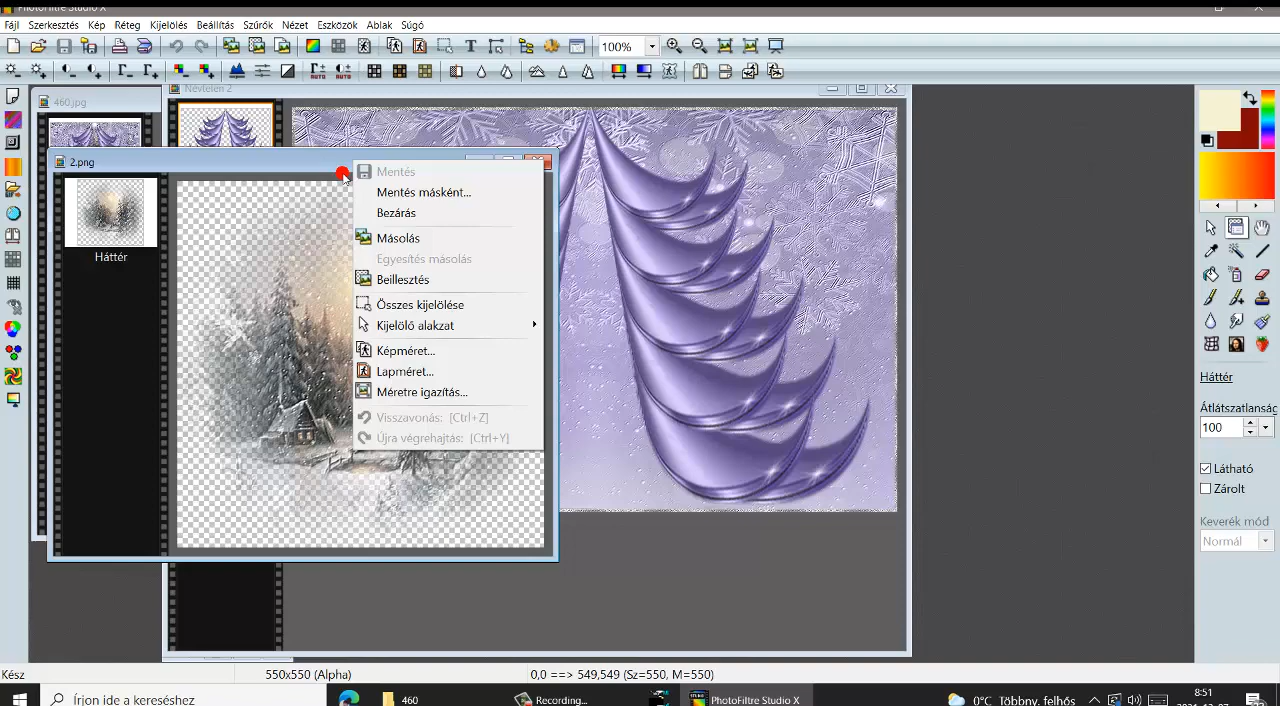 PhotoFiltre Studio X
Fájl Szerkesztés Kép Réteg Kijelölés Beállítás Szűrők Nézet Eszközök Ablak Súgó
100%
AUTO AUTO
460.jpg
Névtelen 2
2.png
Háttér
Mentés
Mentés másként...
Bezárás
Másolás
Egyesítés másolás
Beillesztés
Összes kijelölése
Kijelölő alakzat
Képméret...
Lapméret...
Méretre igazítás...
Visszavonás: [Ctrl+Z]
Újra végrehajtás: [Ctrl+Y]
Háttér
Átlátszatlanság
100
Látható
Zárolt
Keverék mód
Normál
Kész 550x550 (Alpha) 0,0 ==> 549,549 (Sz=550, M=550)
Írjon ide a kereséshez 460 Recording... PhotoFiltre Studio X 0°C Többny. felhős 8:51